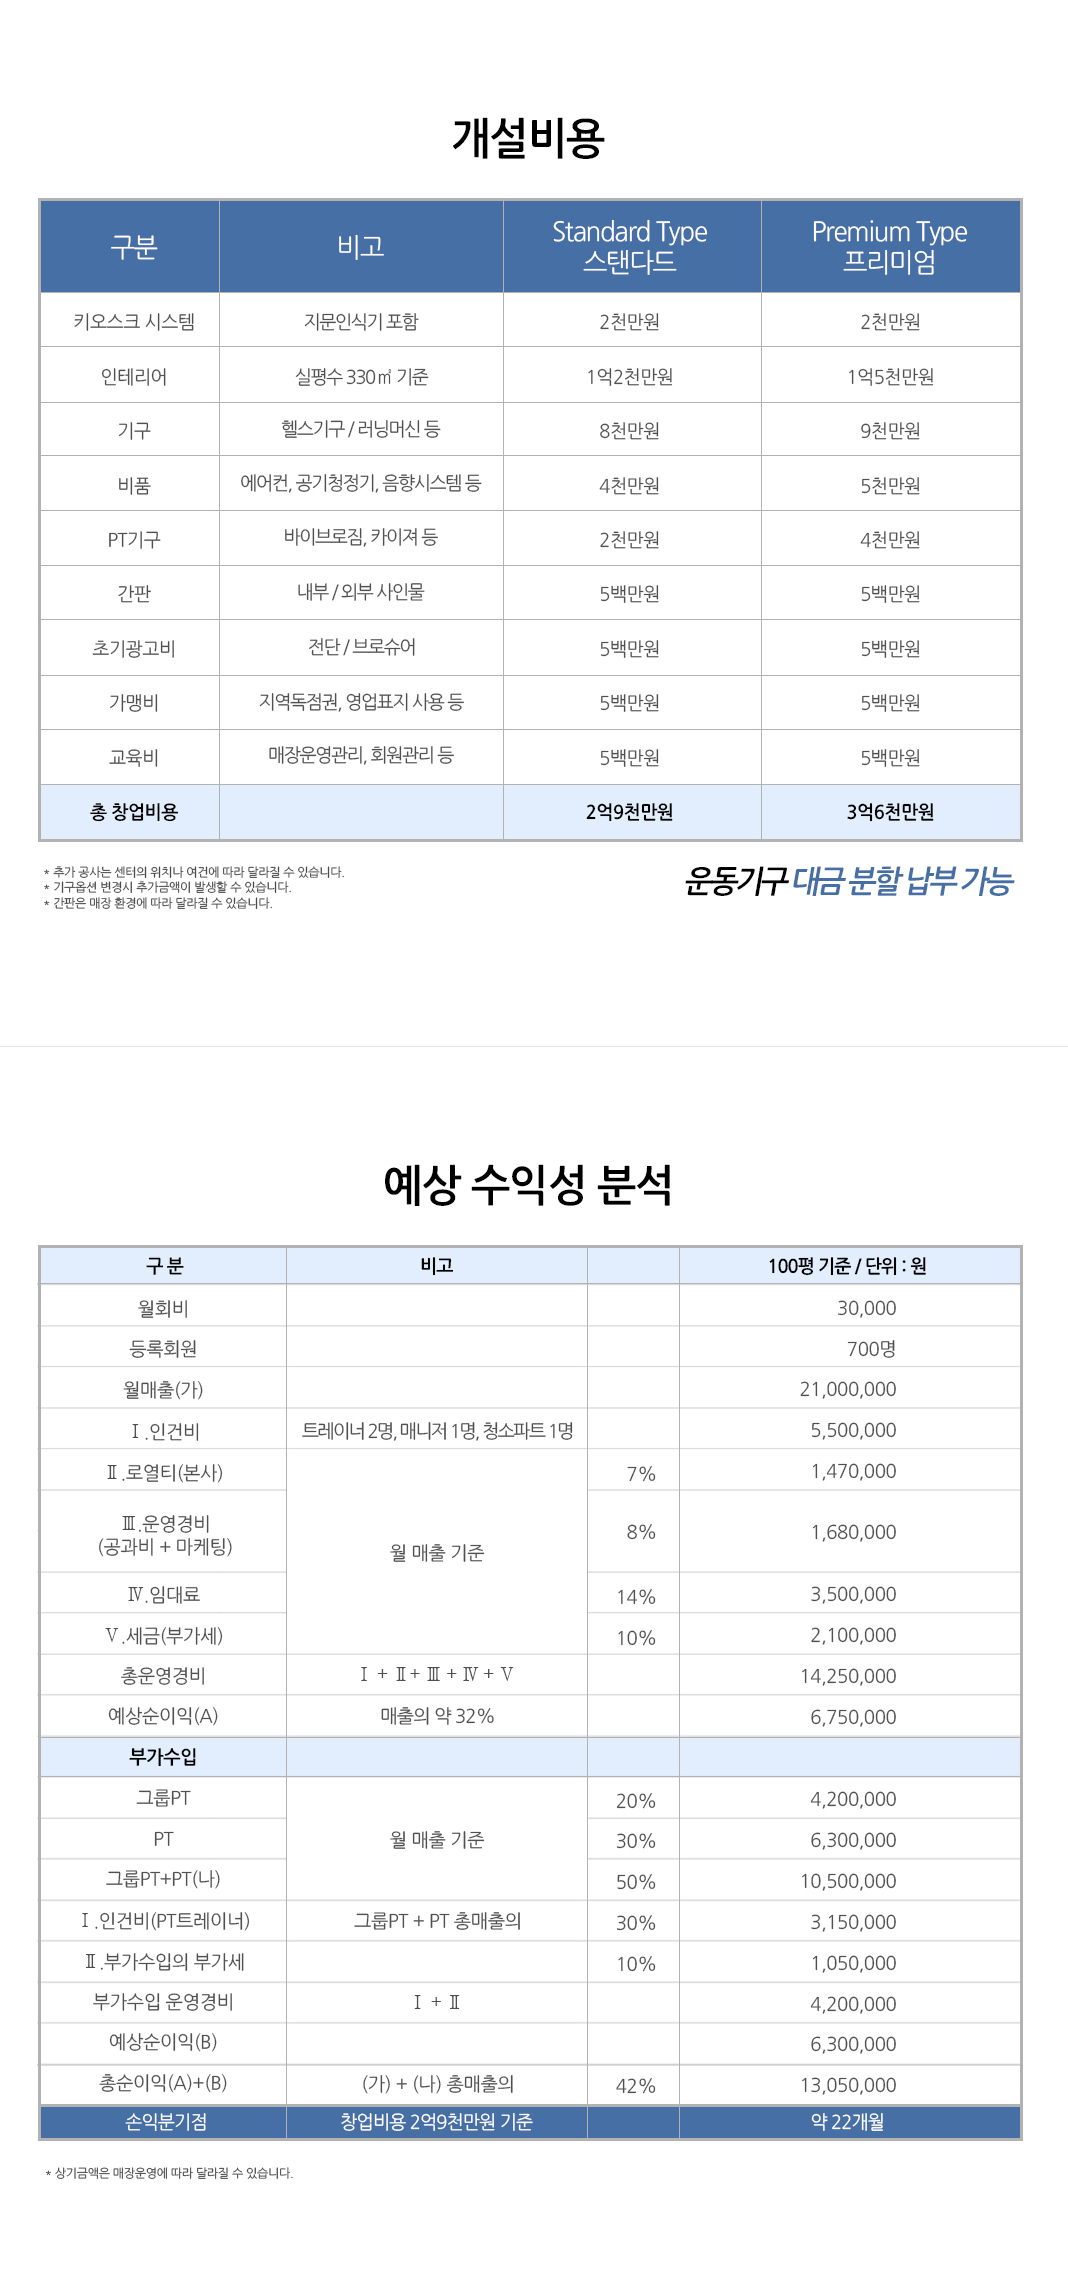 개설비용
구분 비고 Standard Type 스탠다드 Premium Type 프리미엄
키오스크 시스템 지문인식기 포함 2천만원 2천만원
인테리어 실평수 330㎡ 기준 1억2천만원 1억5천만원
기구 헬스기구 / 러닝머신 등 8천만원 9천만원
비품 에어컨, 공기청정기, 음향시스템 등 4천만원 5천만원
PT기구 바이브로짐, 카이져 등 2천만원 4천만원
간판 내부 / 외부 사인물 5백만원 5백만원
초기광고비 전단 / 브로슈어 5백만원 5백만원
가맹비 지역독점권, 영업표지 사용 등 5백만원 5백만원
교육비 매장운영관리, 회원관리 등 5백만원 5백만원
총 창업비용 2억9천만원 3억6천만원
* 추가 공사는 센터의 위치나 여건에 따라 달라질 수 있습니다.
* 기구옵션 변경시 추가금액이 발생할 수 있습니다.
* 간판은 매장 환경에 따라 달라질 수 있습니다.
운동기구 대금 분할 납부 가능
예상 수익성 분석
구 분 비고 100평 기준 / 단위 : 원
월회비 30,000
등록회원 700명
월매출(가) 21,000,000
Ⅰ.인건비 트레이너 2명, 매니저 1명, 청소파트 1명 5,500,000
Ⅱ.로열티(본사) 7% 1,470,000
Ⅲ.운영경비
(공과비 + 마케팅) 월 매출 기준 8% 1,680,000
Ⅳ.임대료 14% 3,500,000
Ⅴ.세금(부가세) 10% 2,100,000
총운영경비 Ⅰ + Ⅱ + Ⅲ + Ⅳ + Ⅴ 14,250,000
예상순이익(A) 매출의 약 32% 6,750,000
부가수입
그룹PT 20% 4,200,000
PT 월 매출 기준 30% 6,300,000
그룹PT+PT(나) 50% 10,500,000
Ⅰ.인건비(PT트레이너) 그룹PT + PT 총매출의 30% 3,150,000
Ⅱ.부가수입의 부가세 10% 1,050,000
부가수입 운영경비 Ⅰ + Ⅱ 4,200,000
예상순이익(B) 6,300,000
총순이익(A)+(B) (가) + (나) 총매출의 42% 13,050,000
손익분기점 창업비용 2억9천만원 기준 약 22개월
* 상기금액은 매장운영에 따라 달라질 수 있습니다.